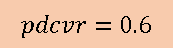 pdcvr = 0.6